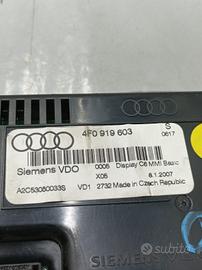 4F0 919 603 S
0617
Siemens VDO 0006 Display C6 MMI Basic
X05 8.1.2007
A2C53080033S VD1 2732 Made in Czech Republic
SIEMENS
subito